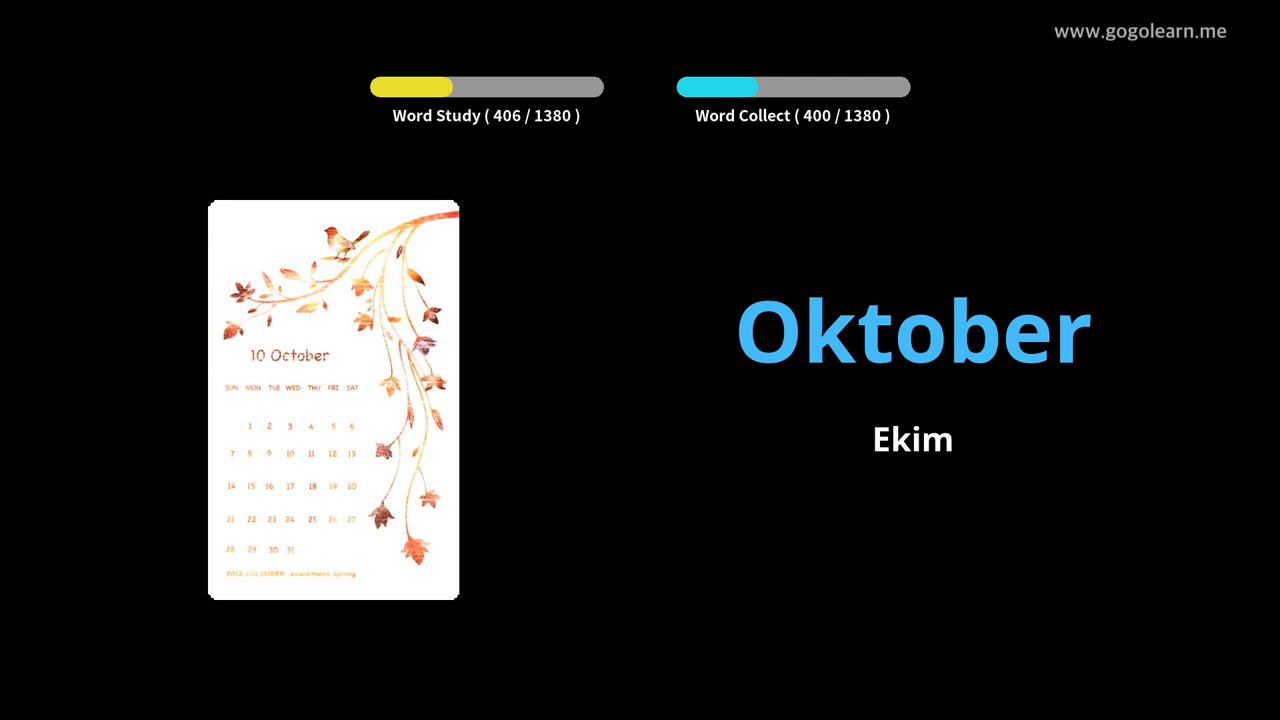 www.gogolearn.me
Word Study ( 406 / 1380 )
Word Collect ( 400 / 1380 )
10 October
SUN MON TUE WED THU FRI SAT
1 2 3 4 5 6
7 8 9 10 11 12 13
14 15 16 17 18 19 20
21 22 23 24 25 26 27
28 29 30 31
2012.CALENDER spring
Oktober
Ekim